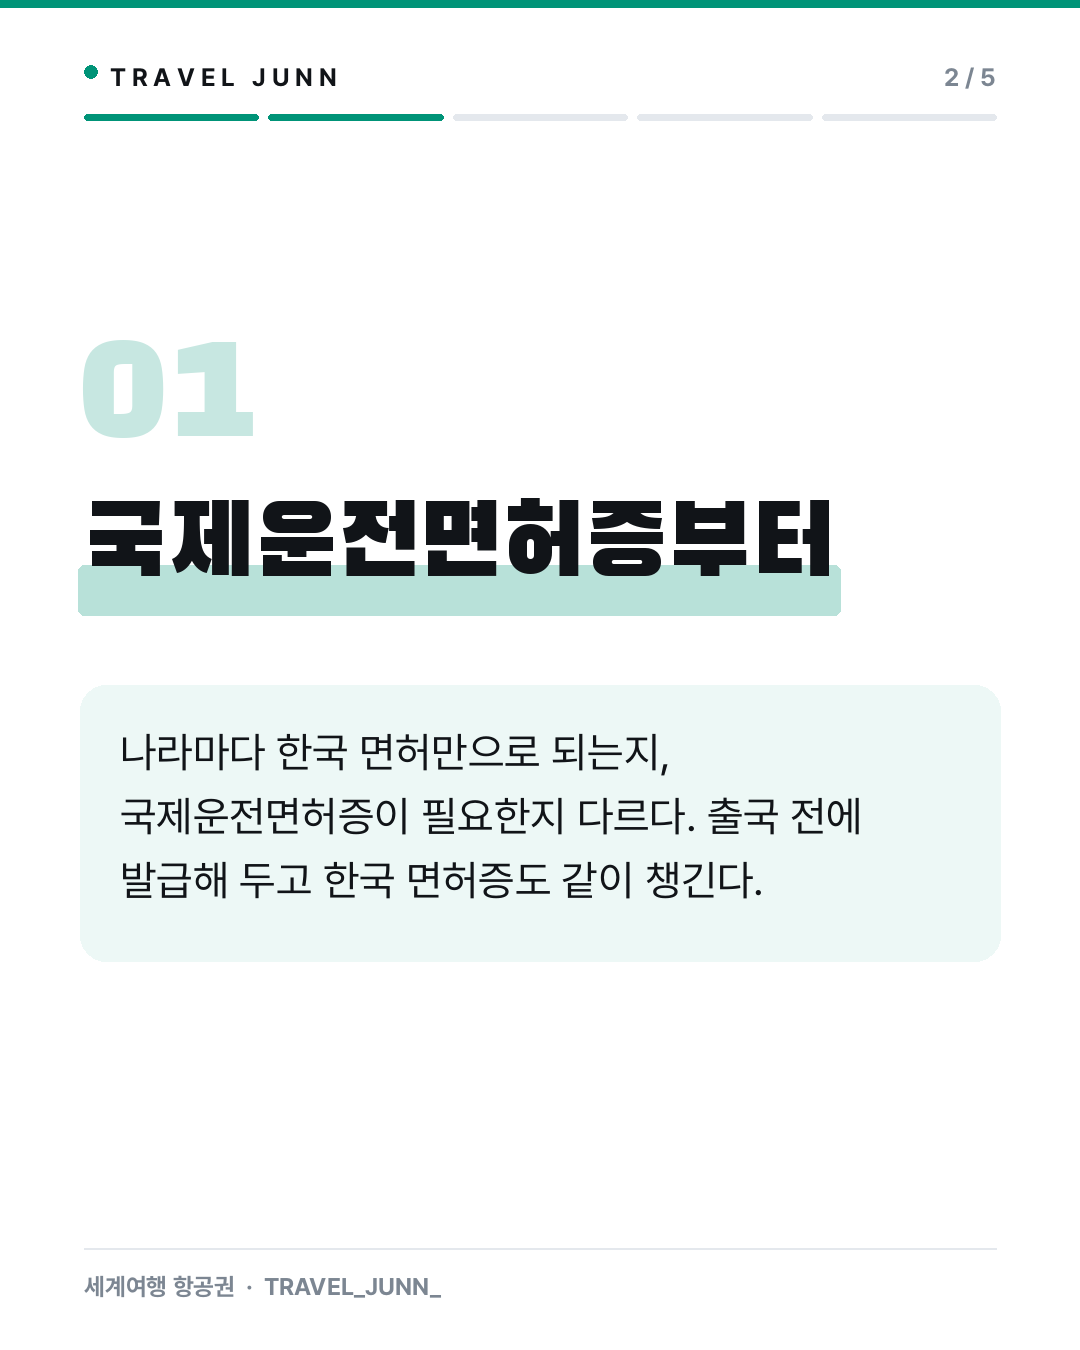 TRAVEL JUNN
2 / 5
01
국제운전면허증부터
나라마다 한국 면허만으로 되는지,
국제운전면허증이 필요한지 다르다. 출국 전에
발급해 두고 한국 면허증도 같이 챙긴다.
세계여행 항공권 · TRAVEL_JUNN_